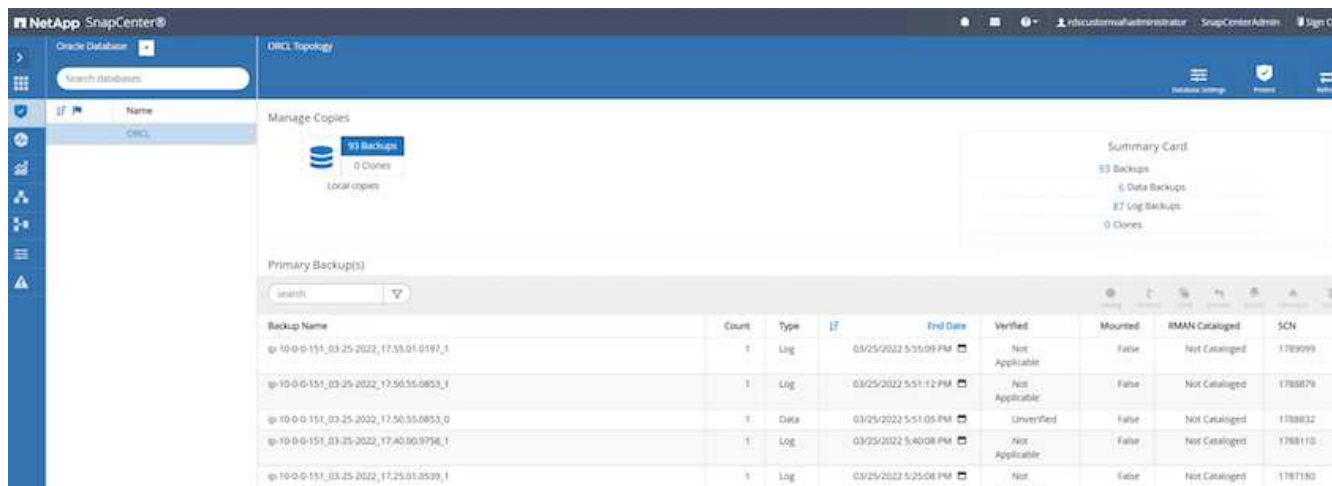 NetApp SnapCenter®
rdscustomvalidadministrator SnapCenterAdmin Sign O
Oracle Database
ORCL Topology
Search databases
Database Settings Protect Refre
Name
ORCL
Manage Copies
93 Backups
0 Clones
Local copies
Summary Card
93 Backups
6 Data Backups
87 Log Backups
0 Clones
Primary Backup(s)
search
Backup Name Count Type End Date Verified Mounted RMAN Cataloged SCN
ip-10-0-0-151_03-25-2022_17.55.01.0197_1 1 Log 03/25/2022 5:55:09 PM Not Applicable False Not Cataloged 1789099
ip-10-0-0-151_03-25-2022_17.50.55.0853_1 1 Log 03/25/2022 5:51:12 PM Not Applicable False Not Cataloged 1788879
ip-10-0-0-151_03-25-2022_17.50.55.0853_0 1 Data 03/25/2022 5:51:05 PM Unverified False Not Cataloged 1788832
ip-10-0-0-151_03-25-2022_17.40.00.9756_1 1 Log 03/25/2022 5:40:08 PM Not Applicable False Not Cataloged 1788110
ip-10-0-0-151_03-25-2022_17.25.01.0539_1 1 Log 03/25/2022 5:25:08 PM Not False Not Cataloged 1787180